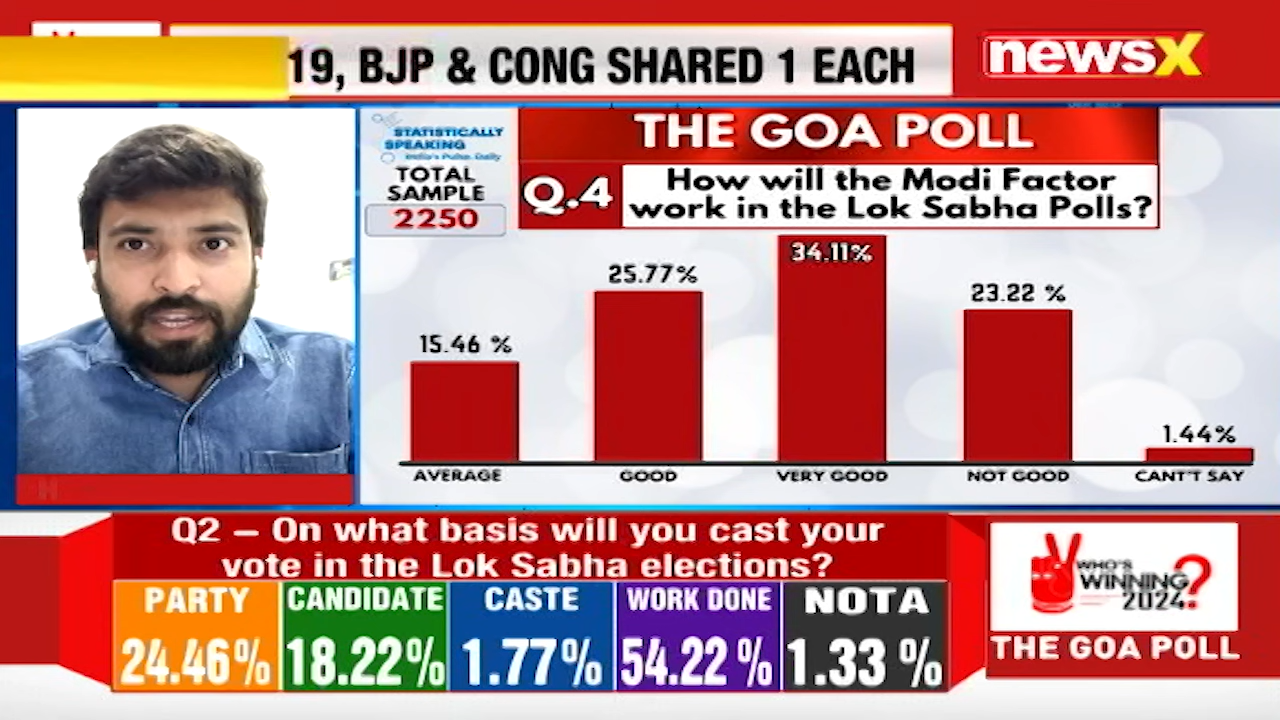 19, BJP & CONG SHARED 1 EACH
newsX
STATISTICALLY
SPEAKING
India's Pulse, Daily
TOTAL
SAMPLE
2250
THE GOA POLL
Q.4
How will the Modi Factor
work in the Lok Sabha Polls?
15.46 %
25.77%
34.11%
23.22 %
1.44%
AVERAGE
GOOD
VERY GOOD
NOT GOOD
CANT'T SAY
Q2 – On what basis will you cast your
vote in the Lok Sabha elections?
PARTY
24.46%
CANDIDATE
18.22%
CASTE
1.77%
WORK DONE
54.22%
NOTA
1.33 %
WHO'S
WINNING
2024?
THE GOA POLL